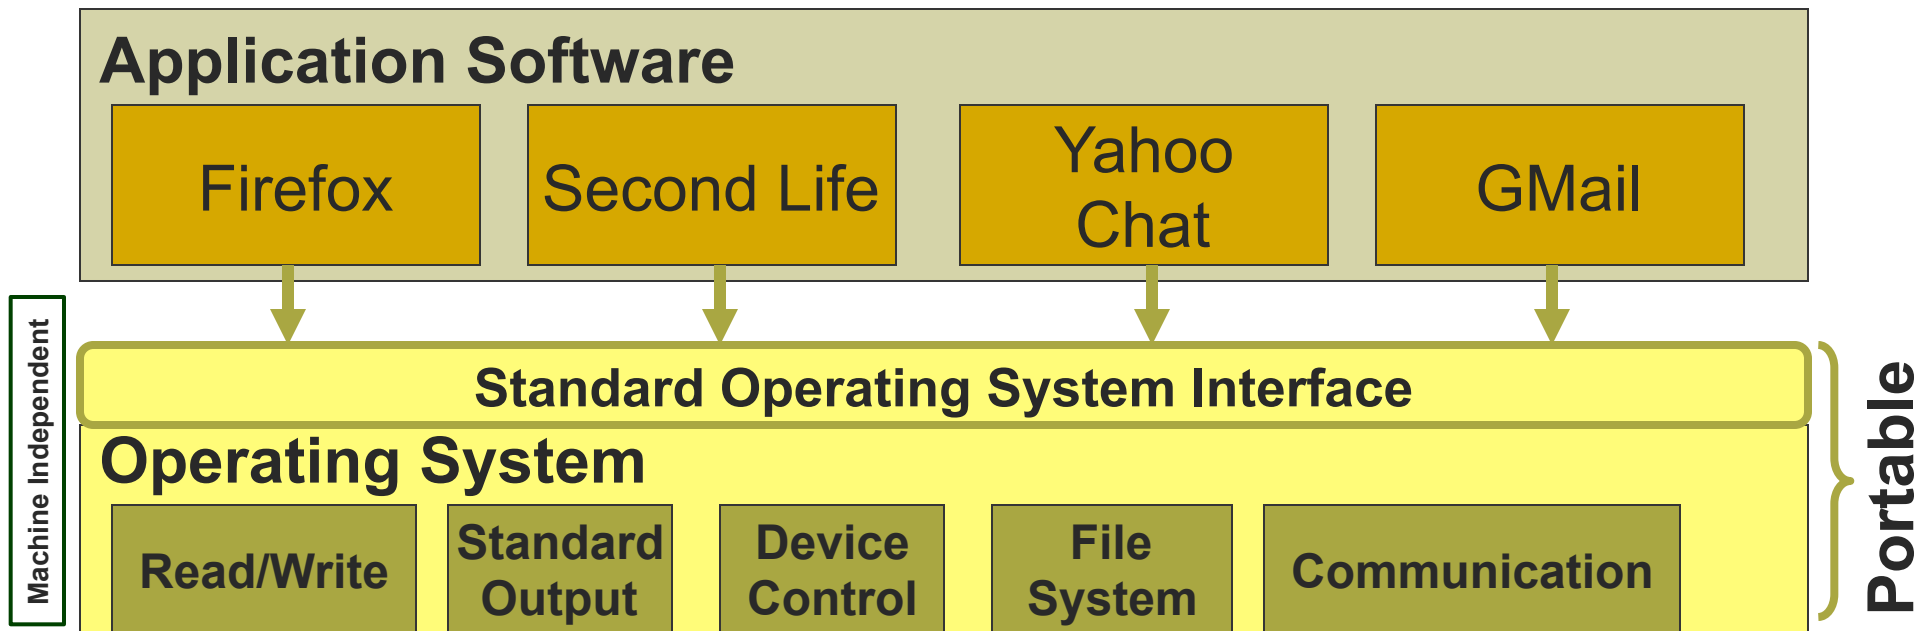 Application Software
Firefox
Second Life
Yahoo
Chat
GMail
Machine Independent
Standard Operating System Interface
Operating System
Read/Write
Standard
Output
Device
Control
File
System
Communication
Portable